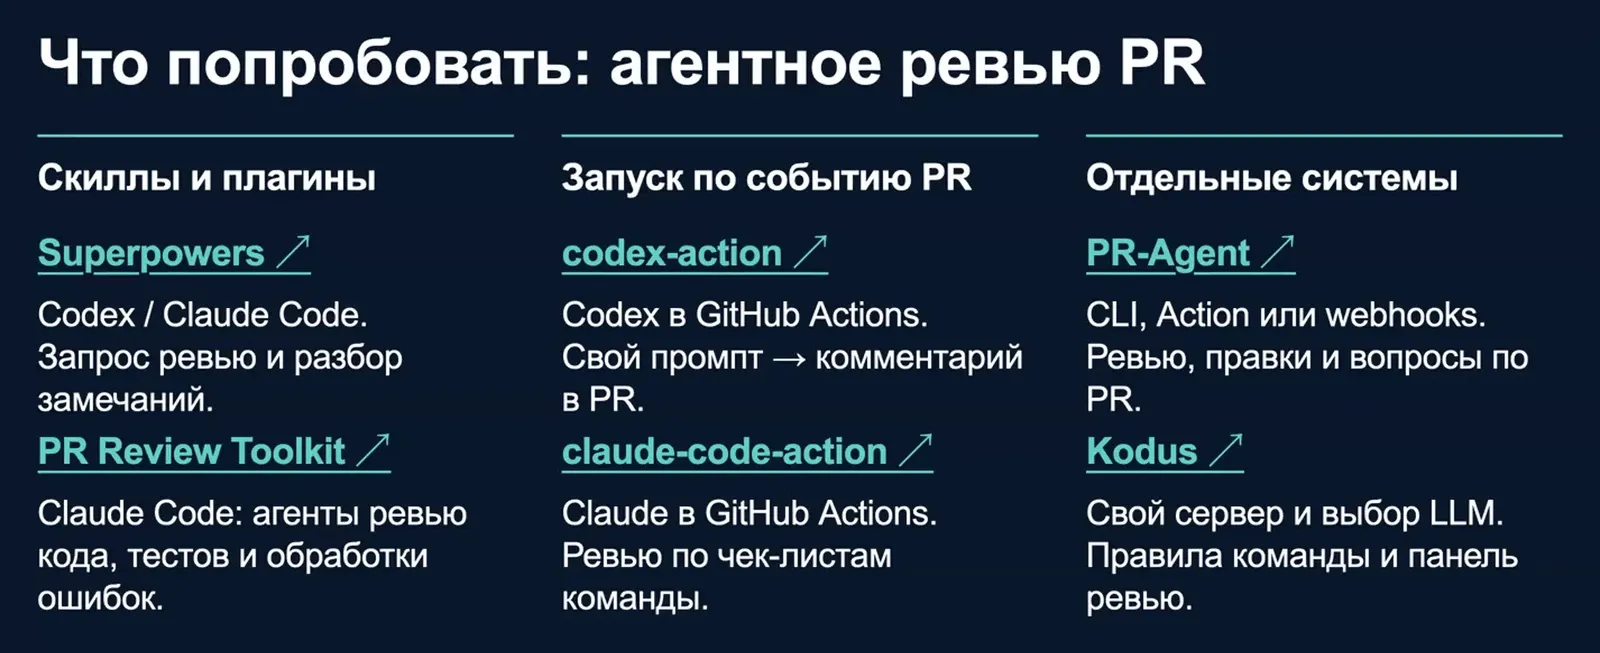 Что попробовать: агентное ревью PR
Скиллы и плагины
Superpowers ↗
Codex / Claude Code.
Запрос ревью и разбор
замечаний.
PR Review Toolkit ↗
Claude Code: агенты ревью
кода, тестов и обработки
ошибок.
Запуск по событию PR
codex-action ↗
Codex в GitHub Actions.
Свой промпт → комментарий
в PR.
claude-code-action ↗
Claude в GitHub Actions.
Ревью по чек-листам
команды.
Отдельные системы
PR-Agent ↗
CLI, Action или webhooks.
Ревью, правки и вопросы по
PR.
Kodus ↗
Свой сервер и выбор LLM.
Правила команды и панель
ревью.